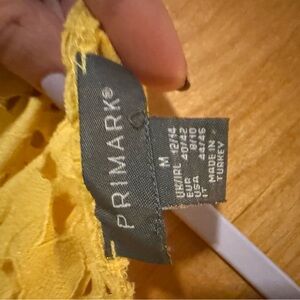 PRIMARK®
M
UK/IRL 12/14
EUR 40/42
USA 8/10
IT 44/46
MADE IN
TURKEY